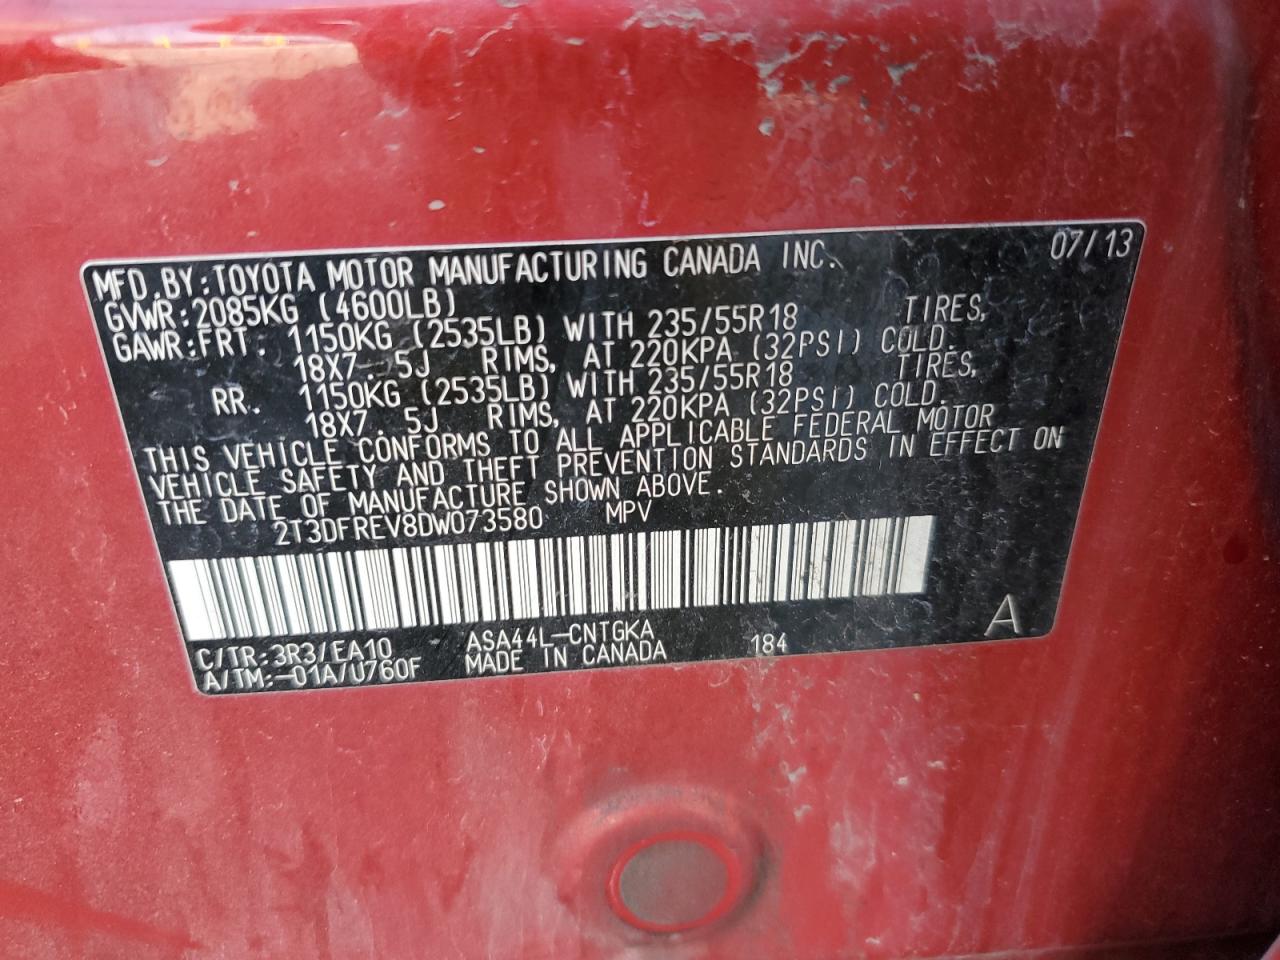 MFD.BY:TOYOTA MOTOR MANUFACTURING CANADA INC. 07/13
GVWR:2085KG (4600LB)
GAWR:FRT. 1150KG (2535LB) WITH 235/55R18 TIRES,
18X7. 5J RIMS, AT 220KPA (32PSI) COLD.
RR. 1150KG (2535LB) WITH 235/55R18 TIRES,
18X7. 5J RIMS, AT 220KPA (32PSI) COLD.
THIS VEHICLE CONFORMS TO ALL APPLICABLE FEDERAL MOTOR
VEHICLE SAFETY AND THEFT PREVENTION STANDARDS IN EFFECT ON
THE DATE OF MANUFACTURE SHOWN ABOVE.
2T3DFREV8DW073580 MPV
C/TR:3R3/EA10 ASA44L-CNTGKA 184 A
A/TM:-01A/U760F MADE IN CANADA